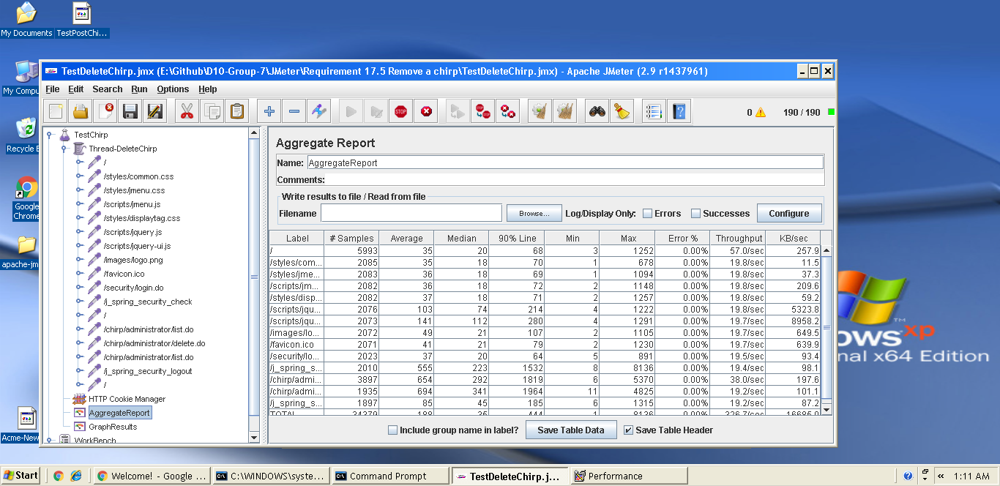 My Documents
TestPostChi...
My Compu
Recycle B
Google
Chrome
apache-jm
Acme-New
TestDeleteChirp.jmx (E:\Github\D10-Group-7\JMeter\Requirement 17.5 Remove a chirp\TestDeleteChirp.jmx) - Apache JMeter (2.9 r1437961)
File Edit Search Run Options Help
STOP
0 190 / 190
TestChirp
Thread-DeleteChirp
/
/styles/common.css
/styles/jmenu.css
/scripts/jmenu.js
/styles/displaytag.css
/scripts/jquery.js
/scripts/jquery-ui.js
/images/logo.png
/favicon.ico
/security/login.do
/j_spring_security_check
/
/chirp/administrator/list.do
/chirp/administrator/delete.do
/chirp/administrator/list.do
/j_spring_security_logout
/
HTTP Cookie Manager
AggregateReport
GraphResults
WorkBench
Aggregate Report
Name: AggregateReport
Comments:
Write results to file / Read from file
Filename Browse... Log/Display Only: Errors Successes Configure
Label # Samples Average Median 90% Line Min Max Error % Throughput KB/sec
/ 5993 35 20 68 3 1252 0.00% 57.0/sec 257.9
/styles/com... 2085 35 18 70 1 678 0.00% 19.8/sec 11.5
/styles/jme... 2083 36 18 69 1 1094 0.00% 19.8/sec 37.3
/scripts/jm... 2082 36 18 72 2 1148 0.00% 19.8/sec 209.6
/styles/disp... 2082 37 18 71 2 1257 0.00% 19.8/sec 59.2
/scripts/jqu... 2076 103 74 214 4 1222 0.00% 19.8/sec 5323.8
/scripts/jqu... 2073 141 112 280 4 1291 0.00% 19.7/sec 8958.2
/images/lo... 2072 49 21 107 2 1105 0.00% 19.7/sec 649.5
/favicon.ico 2071 41 21 79 2 1230 0.00% 19.7/sec 639.9
/security/lo... 2023 37 20 64 5 891 0.00% 19.5/sec 93.4
/j_spring_s... 2010 555 223 1532 8 8136 0.00% 19.4/sec 98.1
/chirp/admi... 3897 654 292 1819 6 5370 0.00% 38.0/sec 197.6
/chirp/admi... 1935 694 341 1964 11 4825 0.00% 19.2/sec 101.1
/j_spring_s... 1897 85 45 185 6 1315 0.00% 19.2/sec 87.2
TOTAL 34379 188 35 444 1 8136 0.00% 326.7/sec 16685.0
Include group name in label? Save Table Data Save Table Header
ows xp
nal x64 Edition
TM
Start Welcome! - Google ... C:\WINDOWS\syste... Command Prompt TestDeleteChirp.j... Performance « 1:11 AM